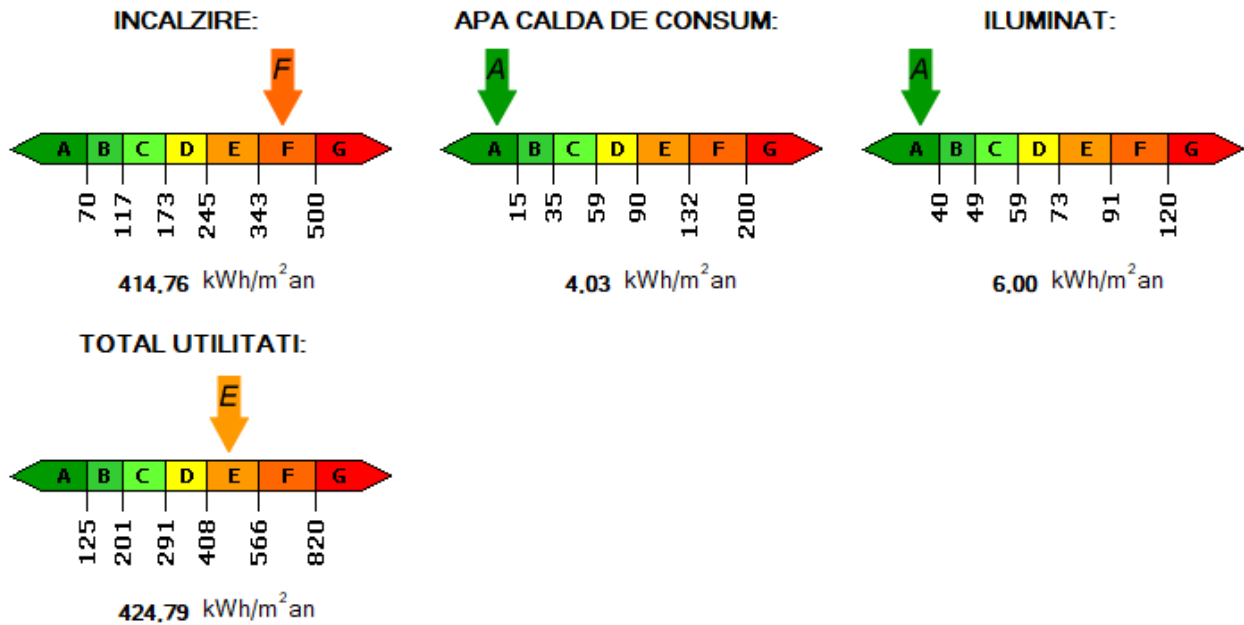 INCALZIRE: APA CALDA DE CONSUM: ILUMINAT:
F A A
A B C D E F G A B C D E F G A B C D E F G
70 117 173 245 343 500 15 35 59 90 132 200 40 49 59 73 91 120
414,76 kWh/m²an 4,03 kWh/m²an 6,00 kWh/m²an
TOTAL UTILITATI:
E
A B C D E F G
125 201 291 408 566 820
424,79 kWh/m²an